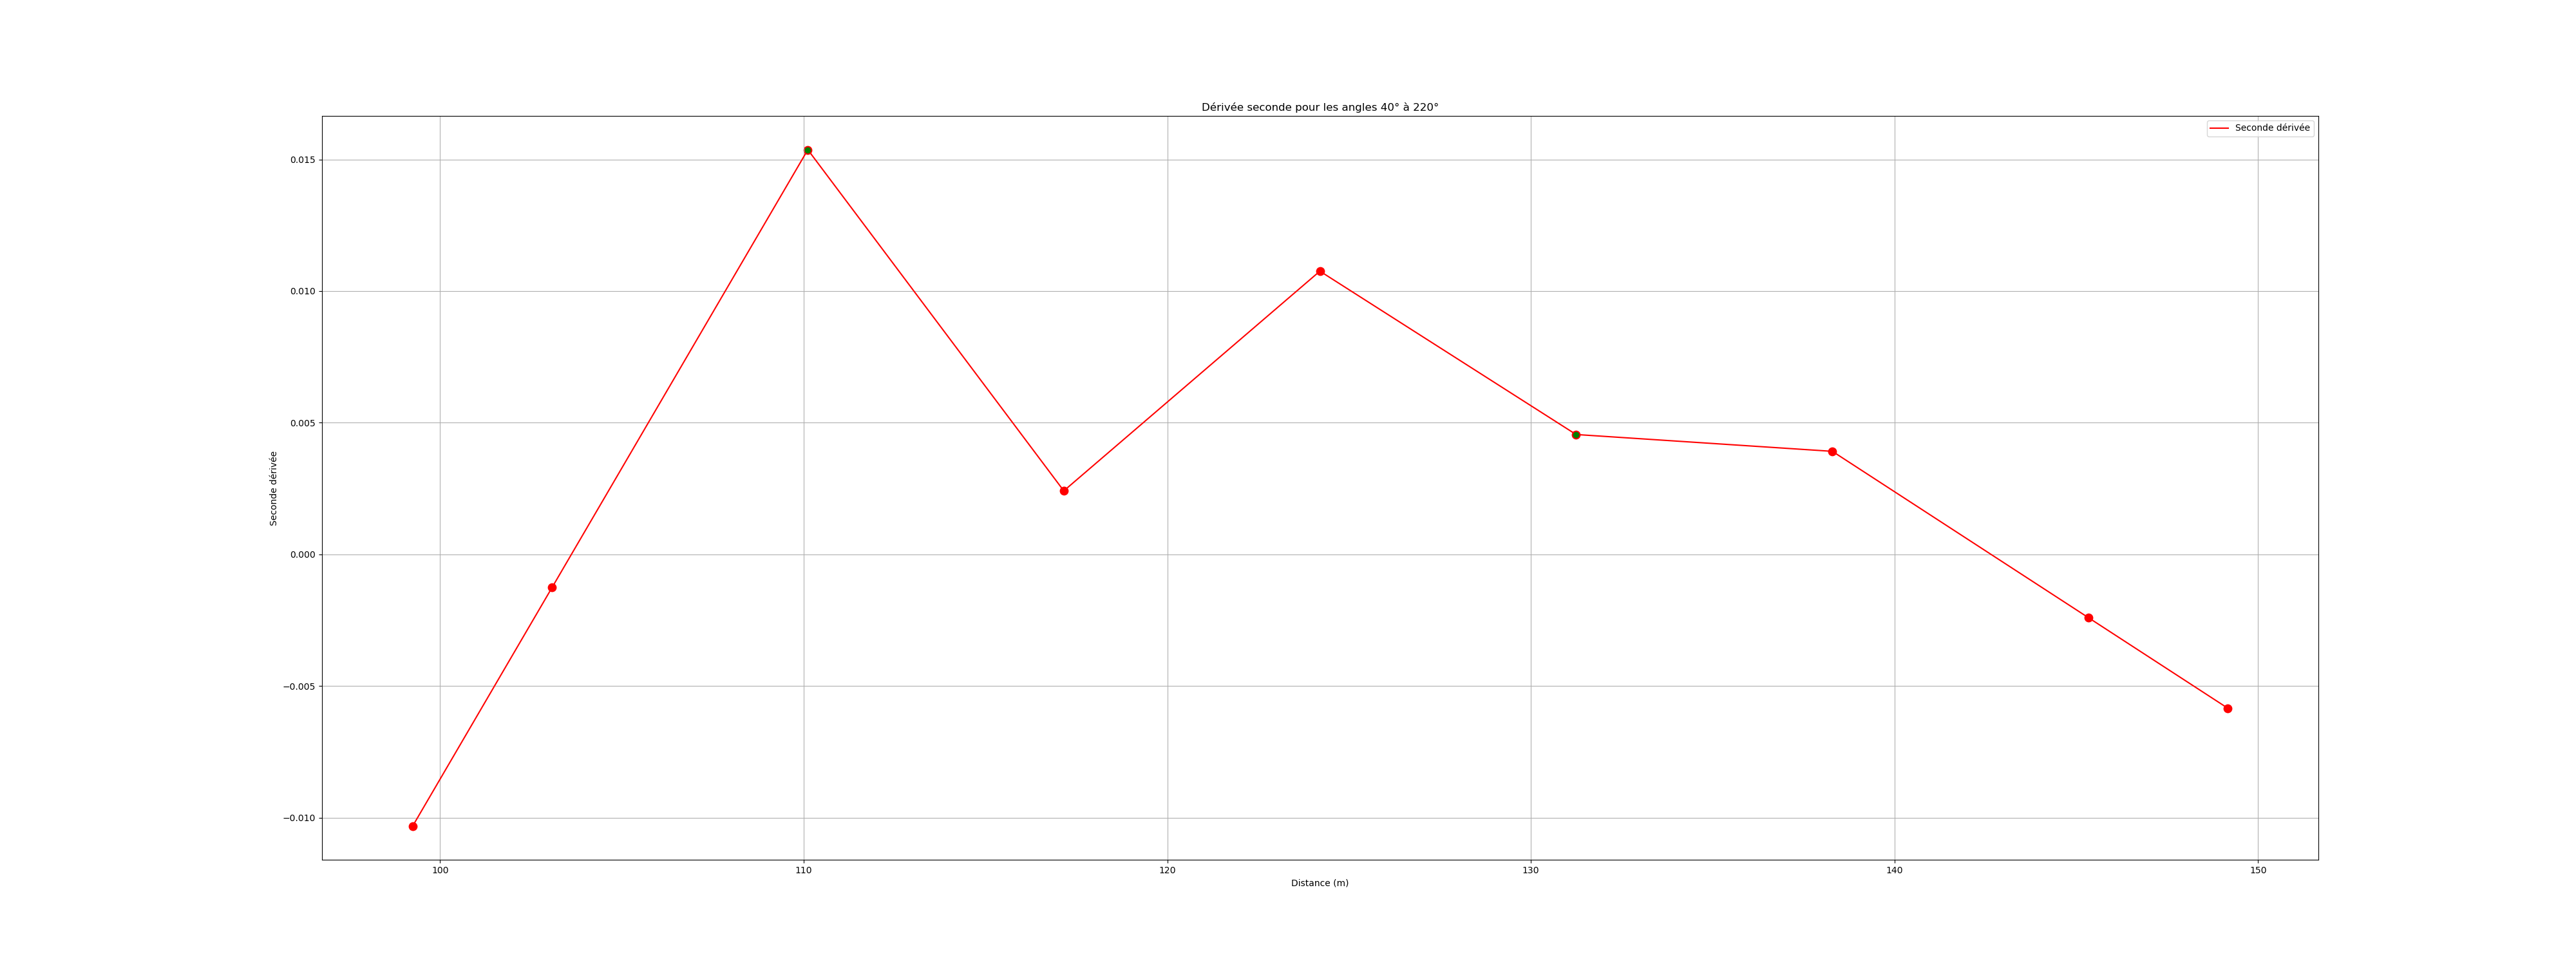 Dérivée seconde pour les angles 40° à 220°
Seconde dérivée
0.015
0.010
0.005
0.000
−0.005
−0.010
Seconde dérivée
100 110 120 130 140 150
Distance (m)